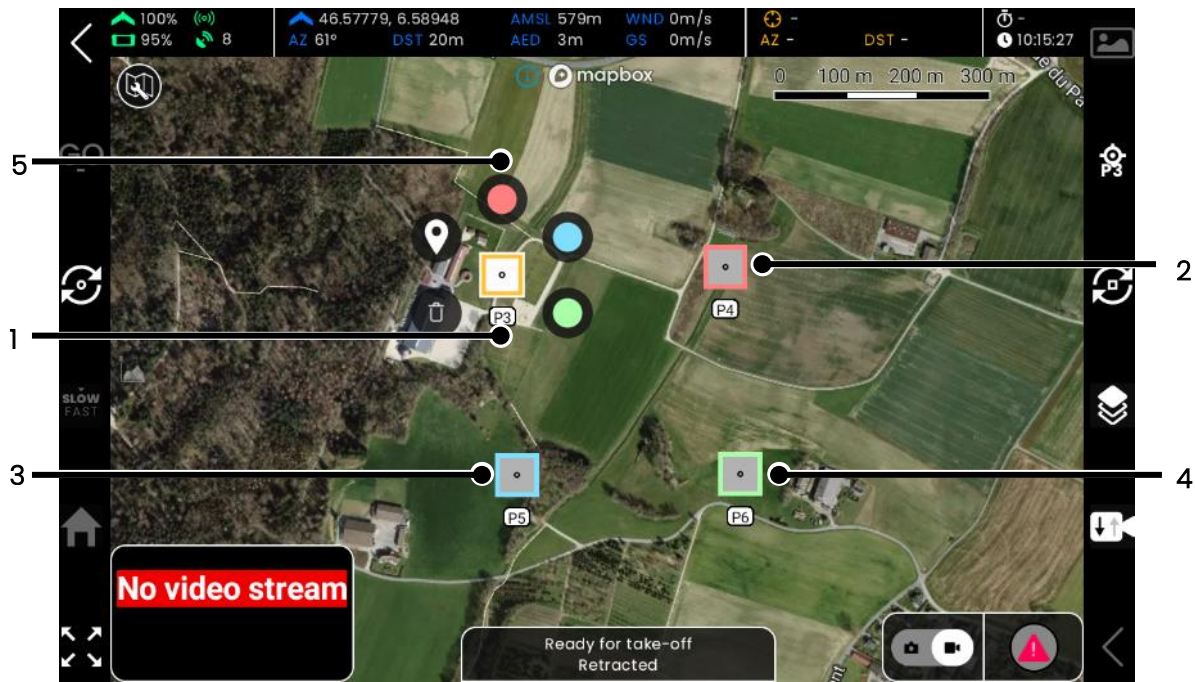 100%
95%
8
46.57779, 6.58948
AZ 61°
DST 20m
AMSL 579m
AED 3m
WND 0m/s
GS 0m/s
-
AZ -
DST -
-
10:15:27
mapbox
0 100 m 200 m 300 m
GO
-
P3
SLOW
FAST
P3
P4
P5
P6
5
2
1
3
4
No video stream
Ready for take-off
Retracted